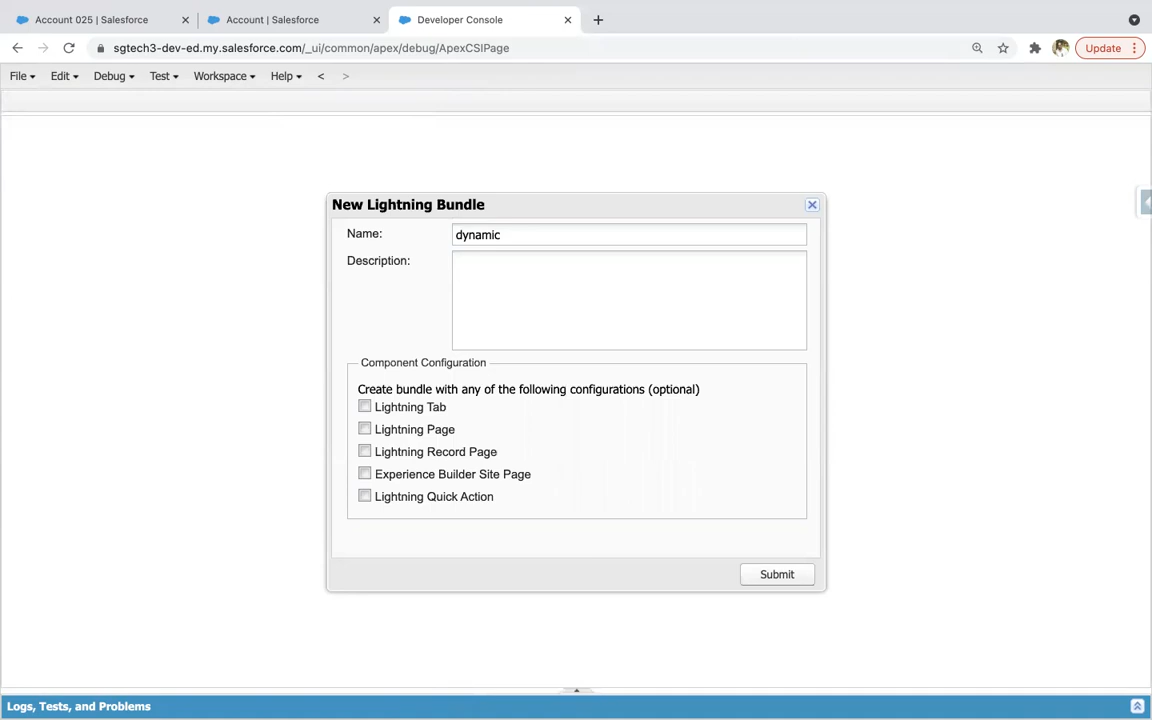 Account 025 | Salesforce
Account | Salesforce
Developer Console
sgtech3-dev-ed.my.salesforce.com/_ui/common/apex/debug/ApexCSIPage
Update
File Edit Debug Test Workspace Help < >
New Lightning Bundle
Name: dynamic
Description:
Component Configuration
Create bundle with any of the following configurations (optional)
Lightning Tab
Lightning Page
Lightning Record Page
Experience Builder Site Page
Lightning Quick Action
Submit
Logs, Tests, and Problems